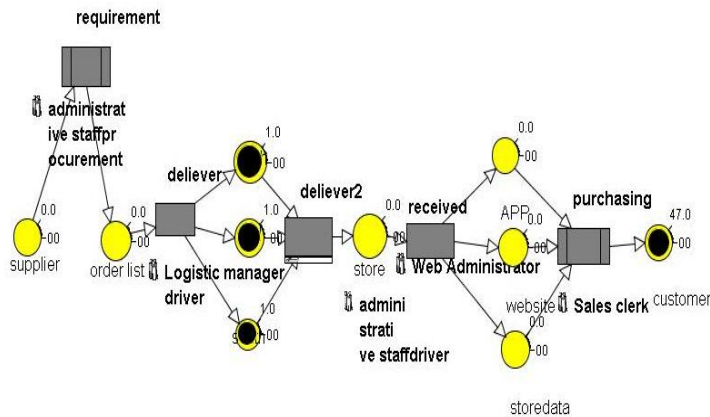 requirement
administrat
ive staffpr
ocurement
0.0
00
supplier
0.0
00
order list
deliever
Logistic manager
driver
1.0
00
1.0
00
1.0
00
deliever2
0.0
00
store
admini
strati
ve staffdriver
received
Web Administrator
0.0
00
APP
0.0
00
website
0.0
00
storedata
purchasing
Sales clerk
47.0
00
customer